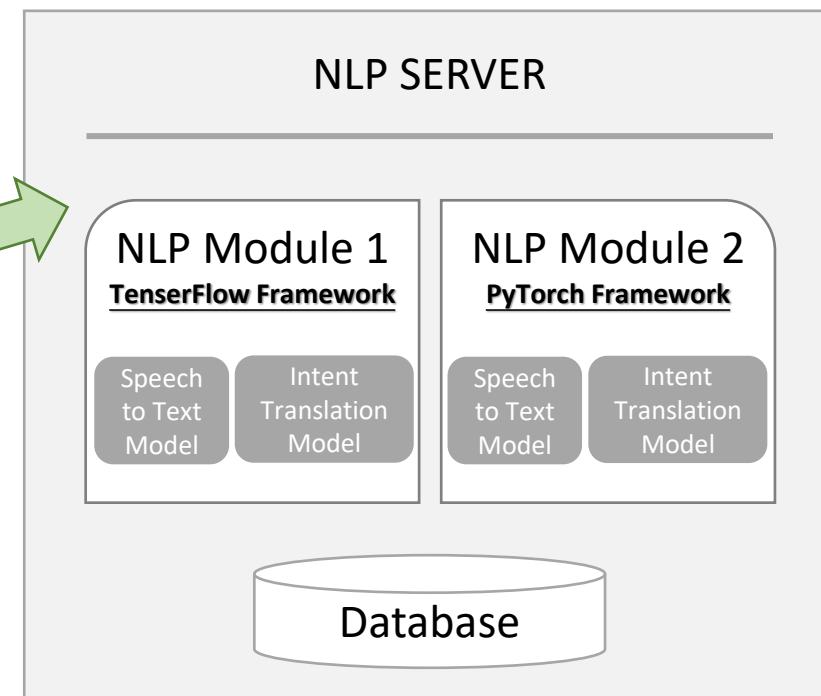 NLP SERVER
NLP Module 1
TenserFlow Framework
Speech
to Text
Model
Intent
Translation
Model
NLP Module 2
PyTorch Framework
Speech
to Text
Model
Intent
Translation
Model
Database